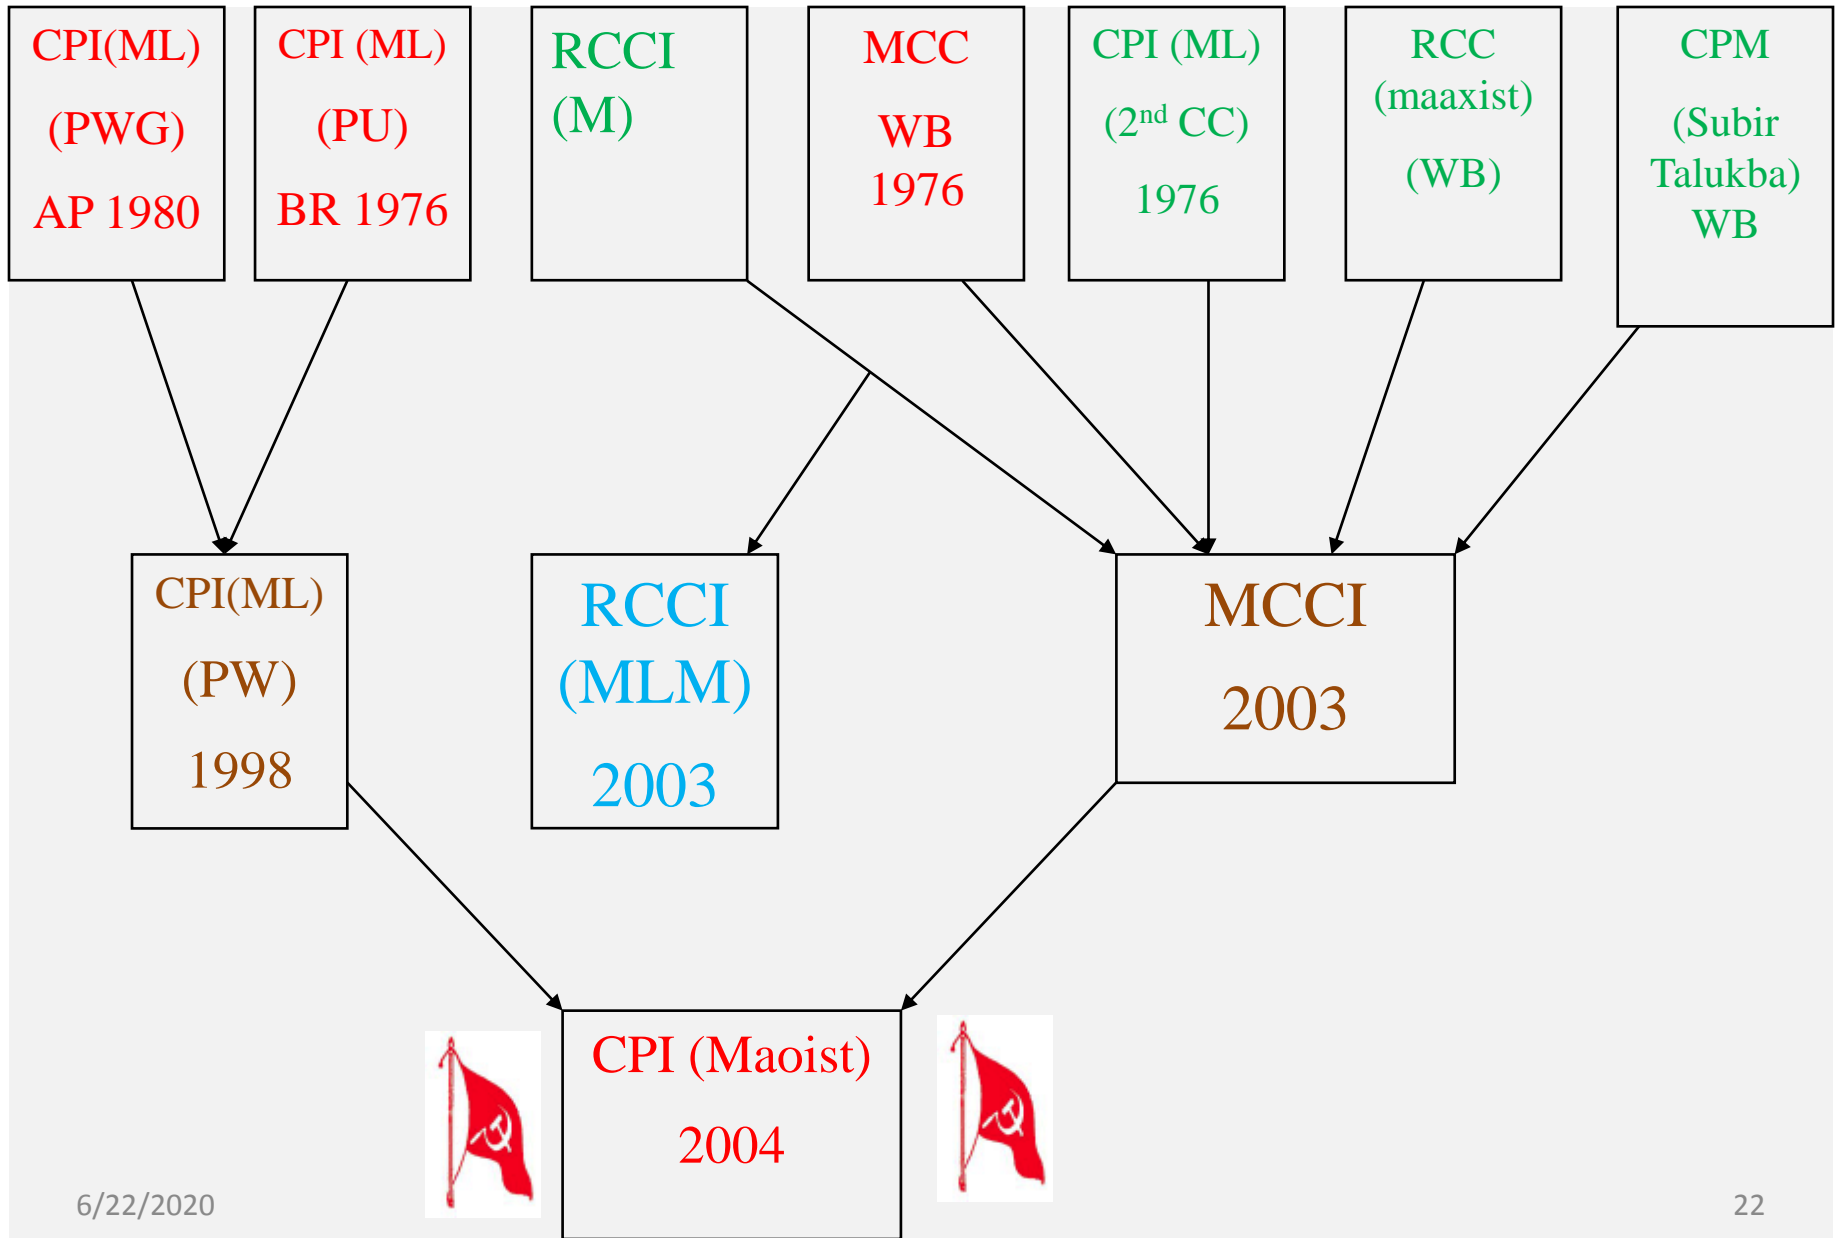 CPI(ML)
(PWG)
AP 1980
CPI (ML)
(PU)
BR 1976
RCCI
(M)
MCC
WB
1976
CPI (ML)
(2nd CC)
1976
RCC
(maaxist)
(WB)
CPM
(Subir
Talukba)
WB
CPI(ML)
(PW)
1998
RCCI
(MLM)
2003
MCCI
2003
CPI (Maoist)
2004
6/22/2020
22